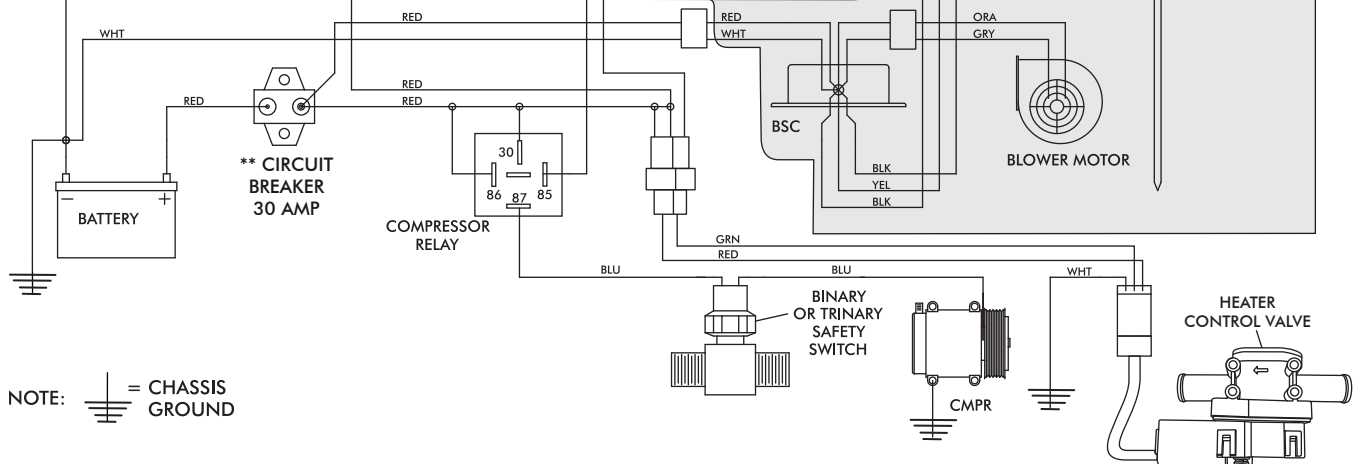 RED
RED
ORA
WHT
WHT
GRY
RED
RED
RED
BSC
BLOWER MOTOR
** CIRCUIT
BREAKER
30 AMP
30
86
87
85
BLK
YEL
BLK
BATTERY
−
+
COMPRESSOR
RELAY
GRN
RED
BLU
BLU
WHT
BINARY
OR TRINARY
SAFETY
SWITCH
HEATER
CONTROL VALVE
CMPR
NOTE:
= CHASSIS
GROUND